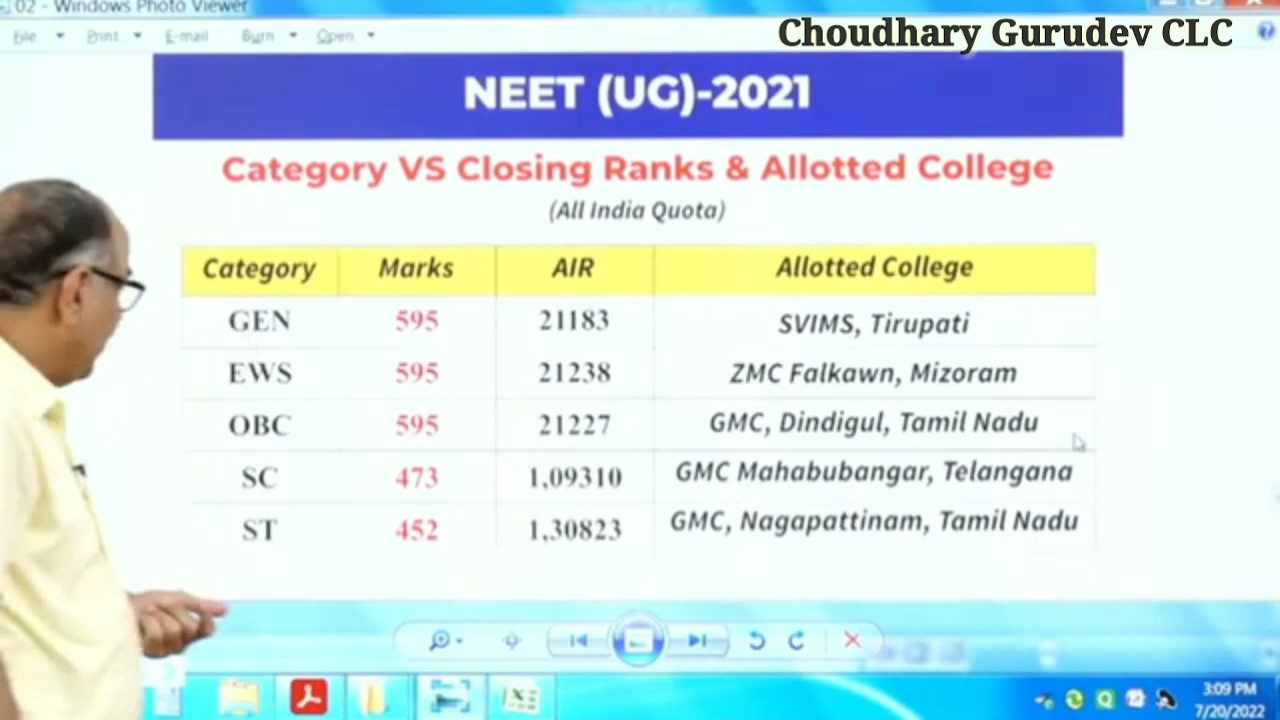 02 - Windows Photo Viewer
File Print E-mail Burn Open
Choudhary Gurudev CLC
NEET (UG)-2021
Category VS Closing Ranks & Allotted College
(All India Quota)
Category Marks AIR Allotted College
GEN 595 21183 SVIMS, Tirupati
EWS 595 21238 ZMC Falkawn, Mizoram
OBC 595 21227 GMC, Dindigul, Tamil Nadu
SC 473 1,09310 GMC Mahabubangar, Telangana
ST 452 1,30823 GMC, Nagapattinam, Tamil Nadu
3:09 PM
7/20/2022